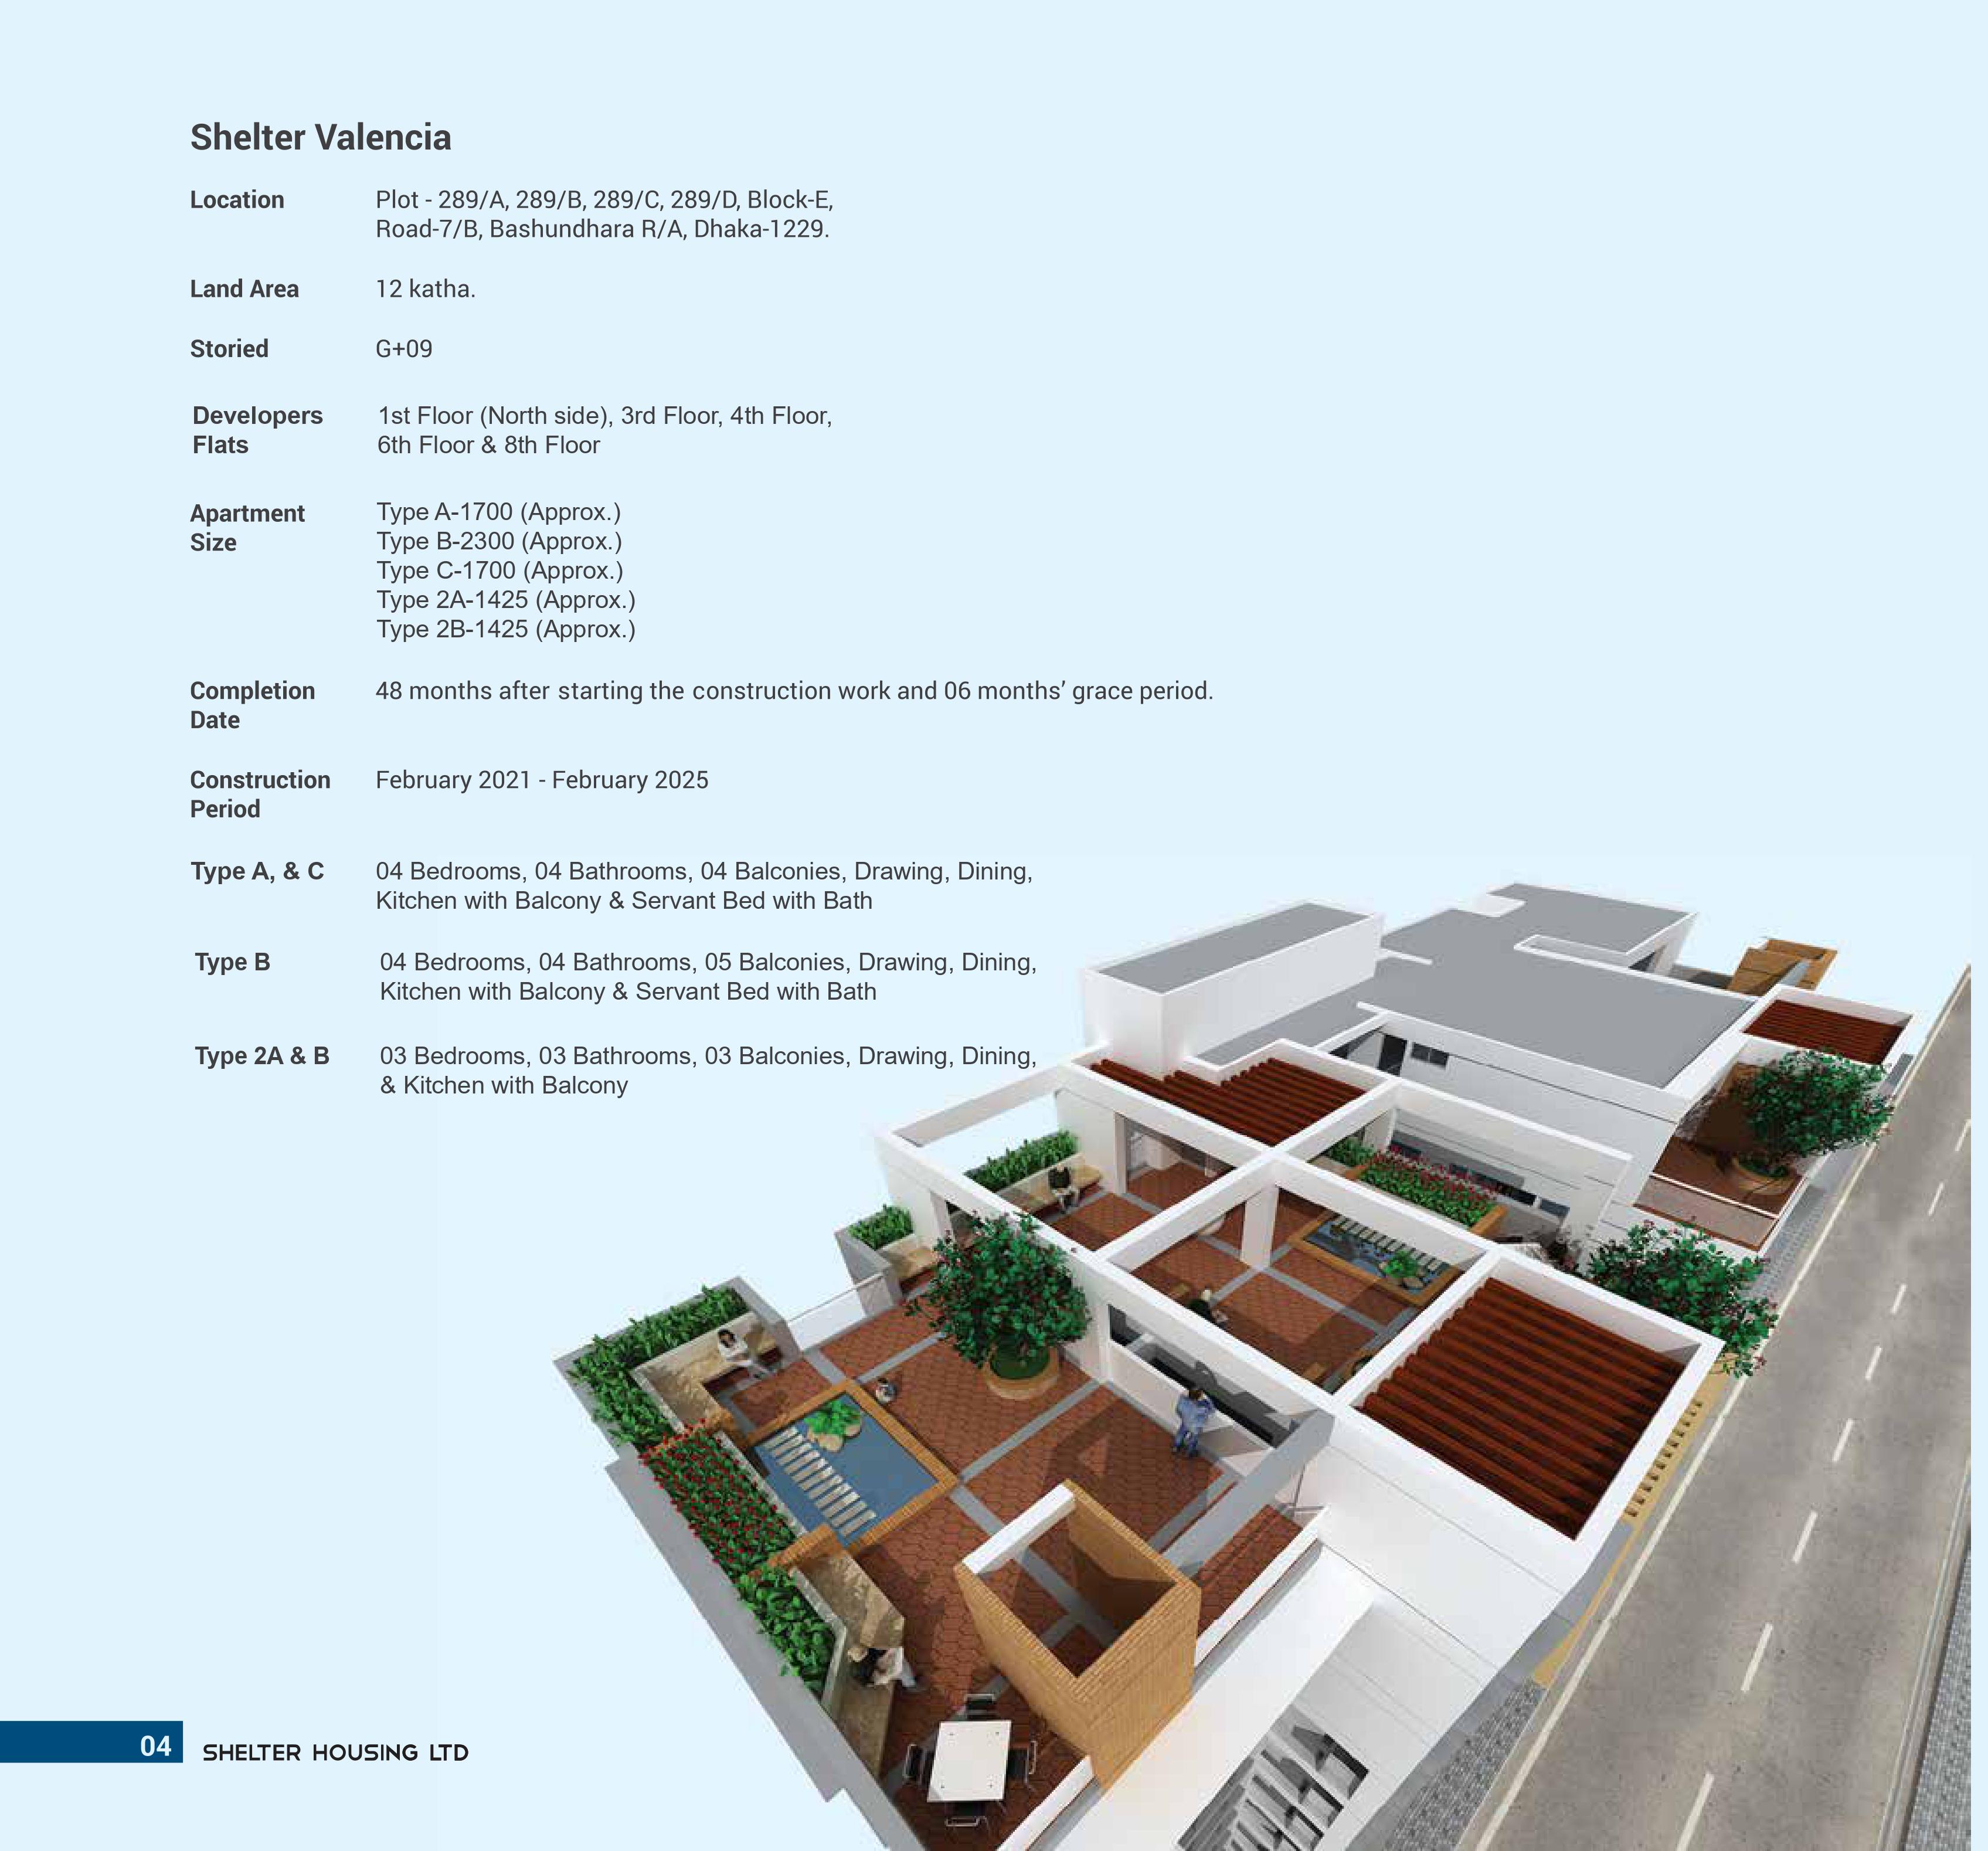 Shelter Valencia
Location Plot - 289/A, 289/B, 289/C, 289/D, Block-E,
Road-7/B, Bashundhara R/A, Dhaka-1229.
Land Area 12 katha.
Storied G+09
Developers Flats 1st Floor (North side), 3rd Floor, 4th Floor,
6th Floor & 8th Floor
Apartment Size Type A-1700 (Approx.)
Type B-2300 (Approx.)
Type C-1700 (Approx.)
Type 2A-1425 (Approx.)
Type 2B-1425 (Approx.)
Completion Date 48 months after starting the construction work and 06 months’ grace period.
Construction Period February 2021 - February 2025
Type A, & C 04 Bedrooms, 04 Bathrooms, 04 Balconies, Drawing, Dining,
Kitchen with Balcony & Servant Bed with Bath
Type B 04 Bedrooms, 04 Bathrooms, 05 Balconies, Drawing, Dining,
Kitchen with Balcony & Servant Bed with Bath
Type 2A & B 03 Bedrooms, 03 Bathrooms, 03 Balconies, Drawing, Dining,
& Kitchen with Balcony
04 SHELTER HOUSING LTD